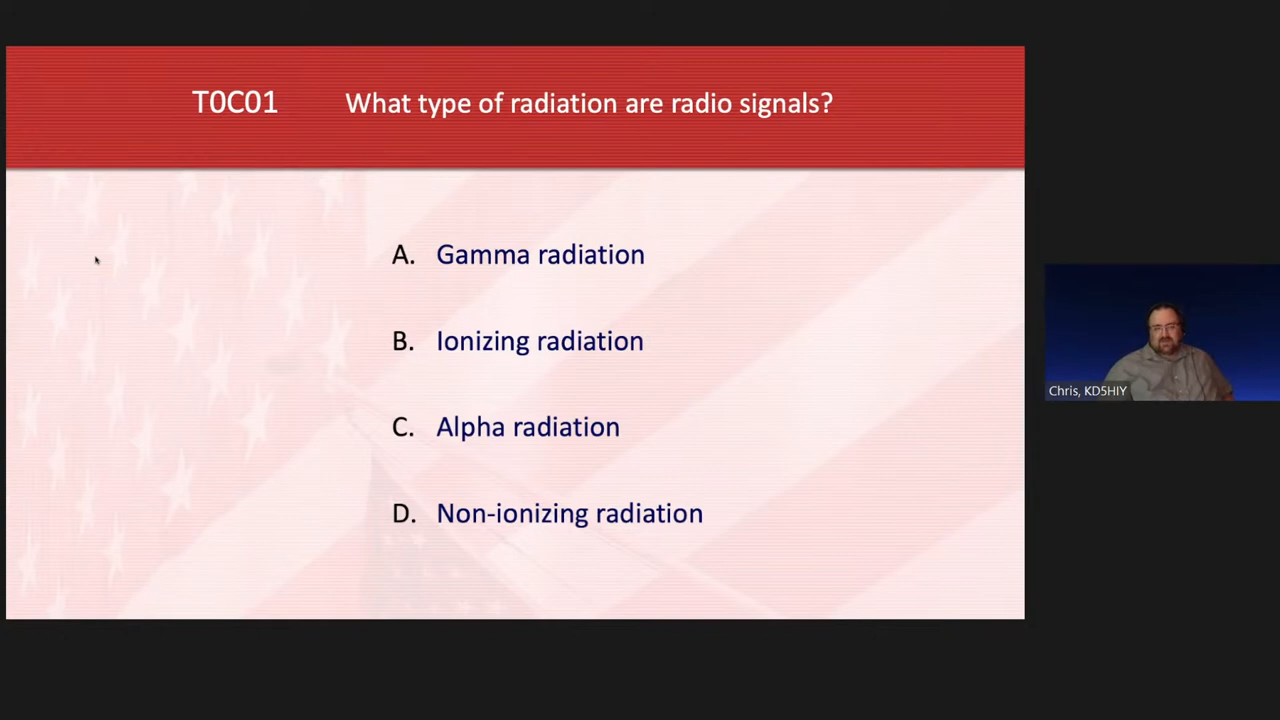 T0C01 What type of radiation are radio signals?
A. Gamma radiation
B. Ionizing radiation
C. Alpha radiation
D. Non-ionizing radiation
Chris, KD5HIY